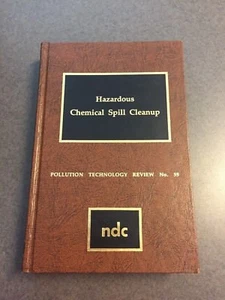 Hazardous
Chemical Spill Cleanup
POLLUTION TECHNOLOGY REVIEW No. 59
ndc